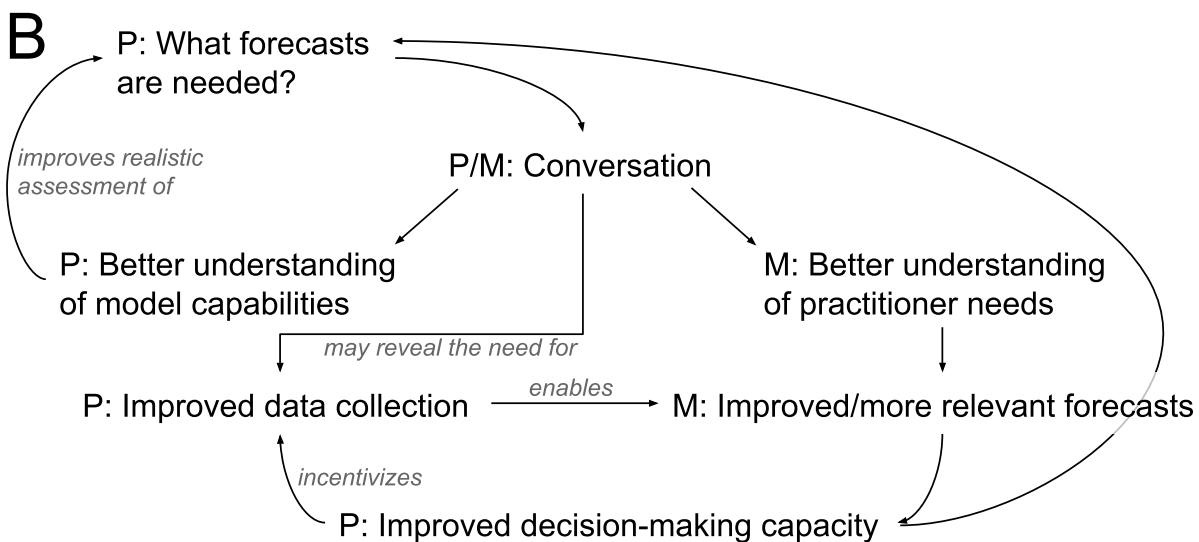 B
P: What forecasts
are needed?
improves realistic
assessment of
P/M: Conversation
P: Better understanding
of model capabilities
M: Better understanding
of practitioner needs
may reveal the need for
P: Improved data collection
enables
M: Improved/more relevant forecasts
incentivizes
P: Improved decision-making capacity